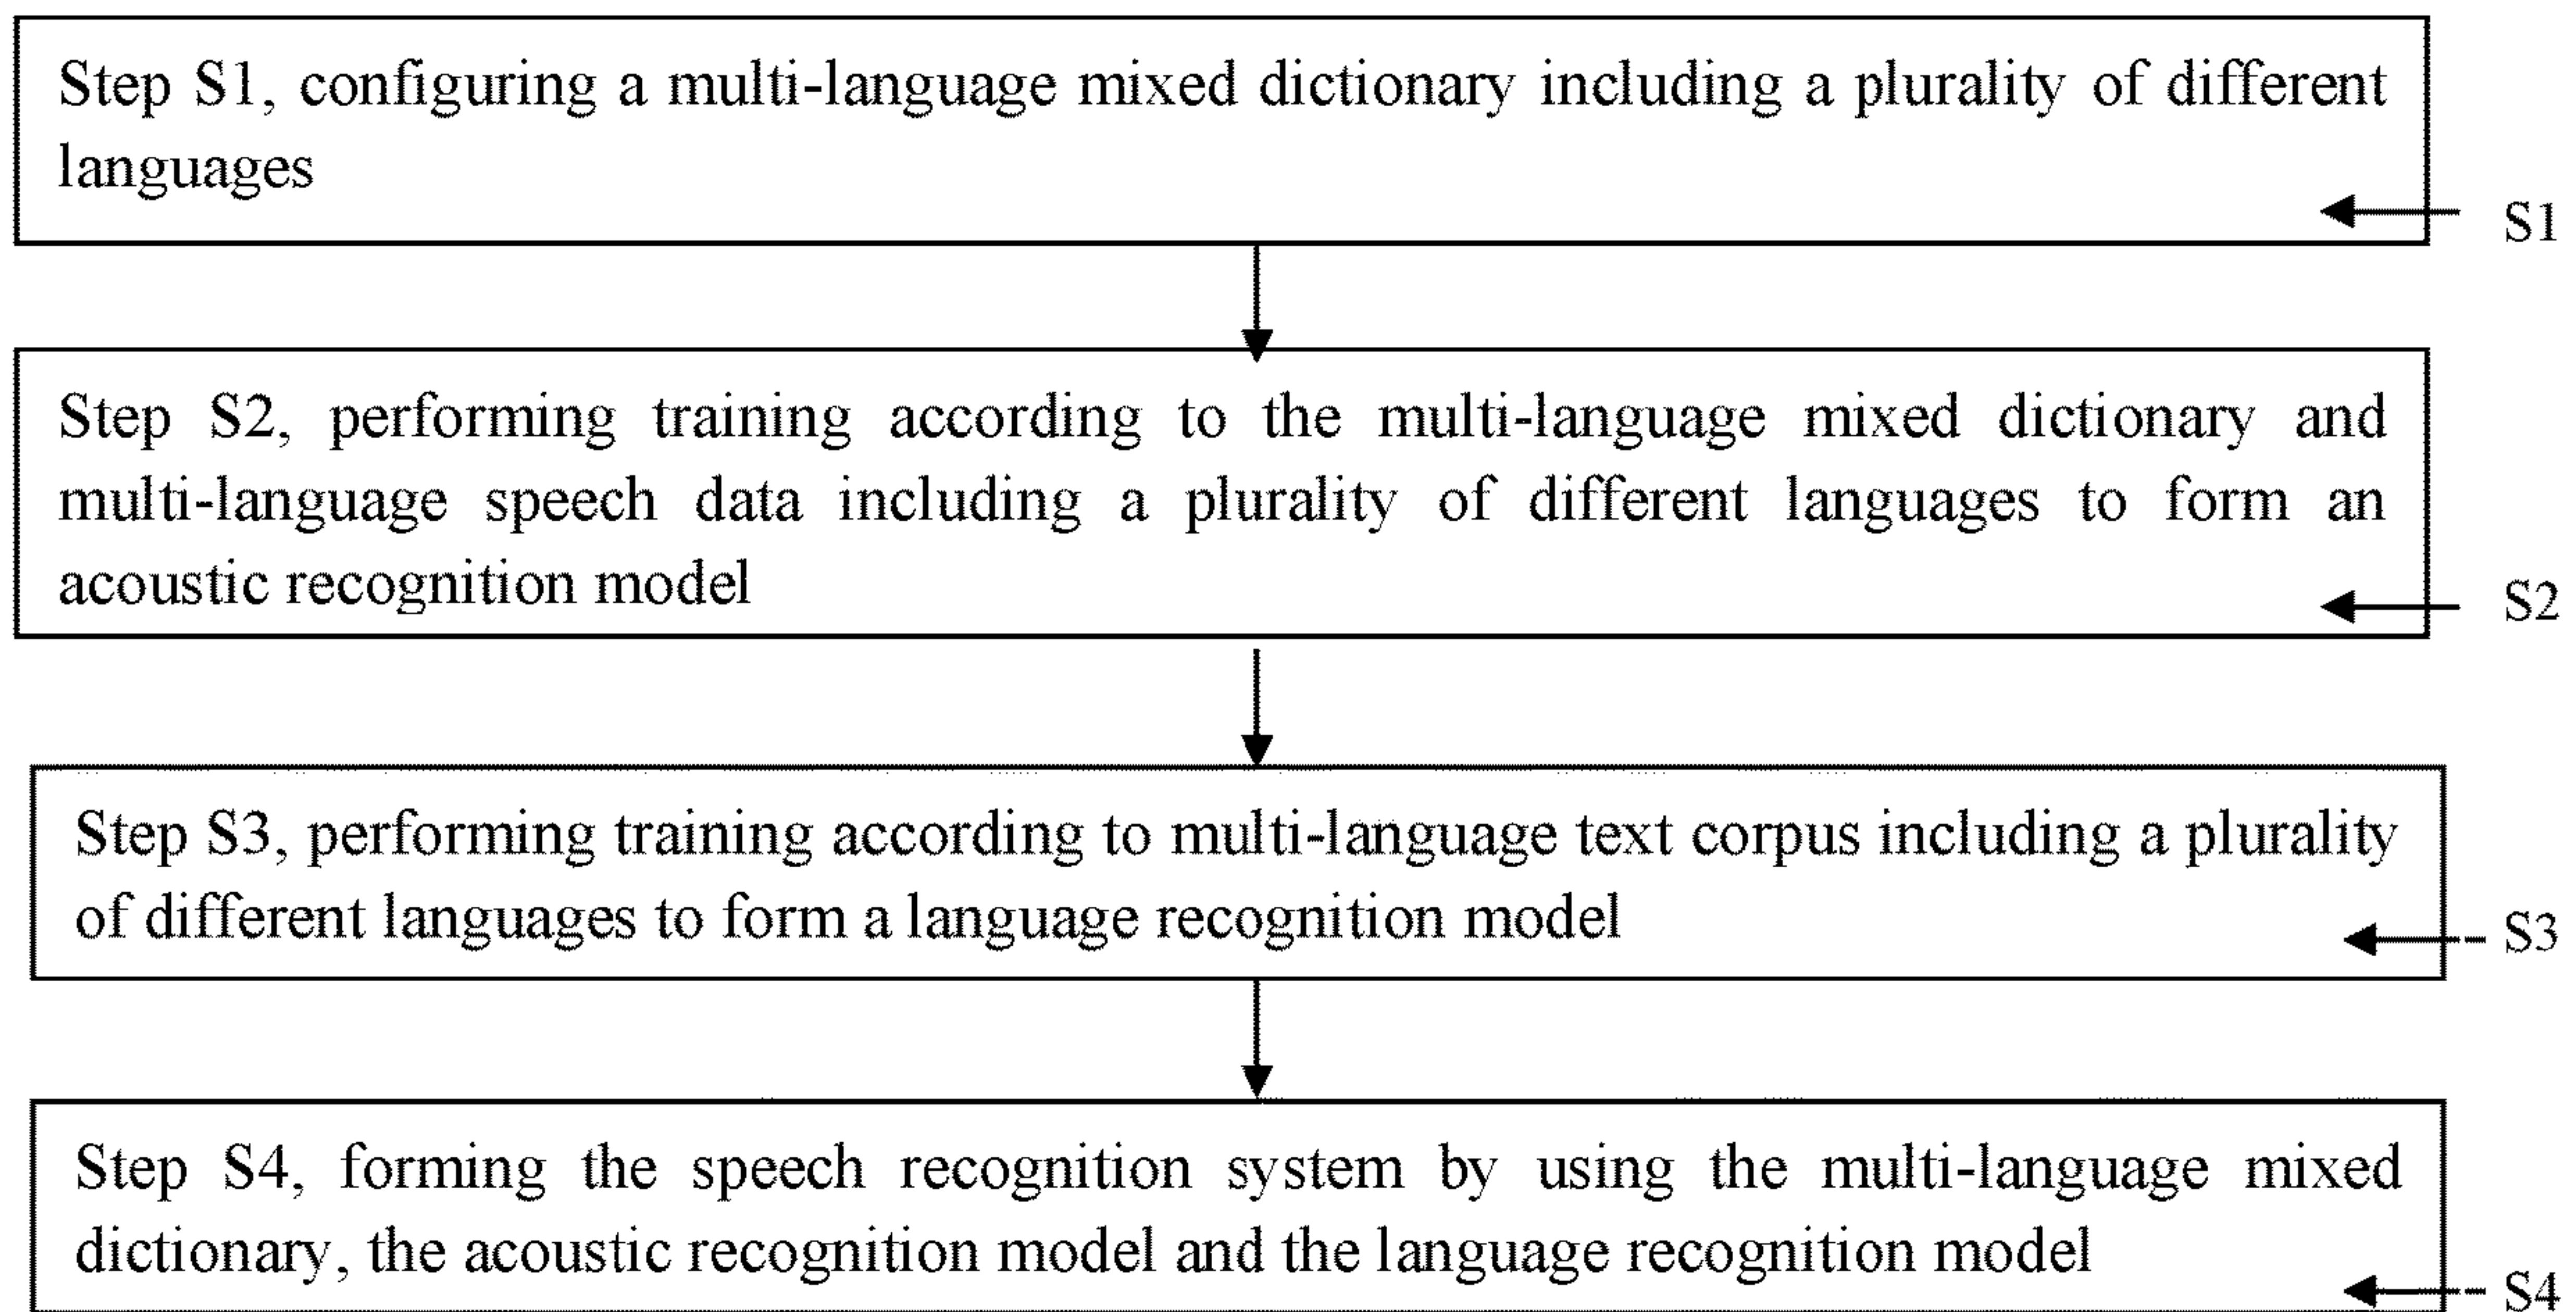 Step S1, configuring a multi-language mixed dictionary including a plurality of different
languages
S1
Step S2, performing training according to the multi-language mixed dictionary and
multi-language speech data including a plurality of different languages to form an
acoustic recognition model
S2
Step S3, performing training according to multi-language text corpus including a plurality
of different languages to form a language recognition model
S3
Step S4, forming the speech recognition system by using the multi-language mixed
dictionary, the acoustic recognition model and the language recognition model
S4